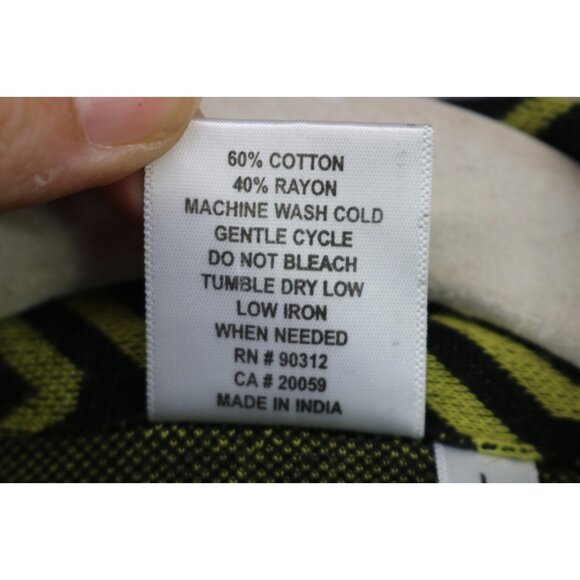 60% COTTON
40% RAYON
MACHINE WASH COLD
GENTLE CYCLE
DO NOT BLEACH
TUMBLE DRY LOW
LOW IRON
WHEN NEEDED
RN # 90312
CA # 20059
MADE IN INDIA